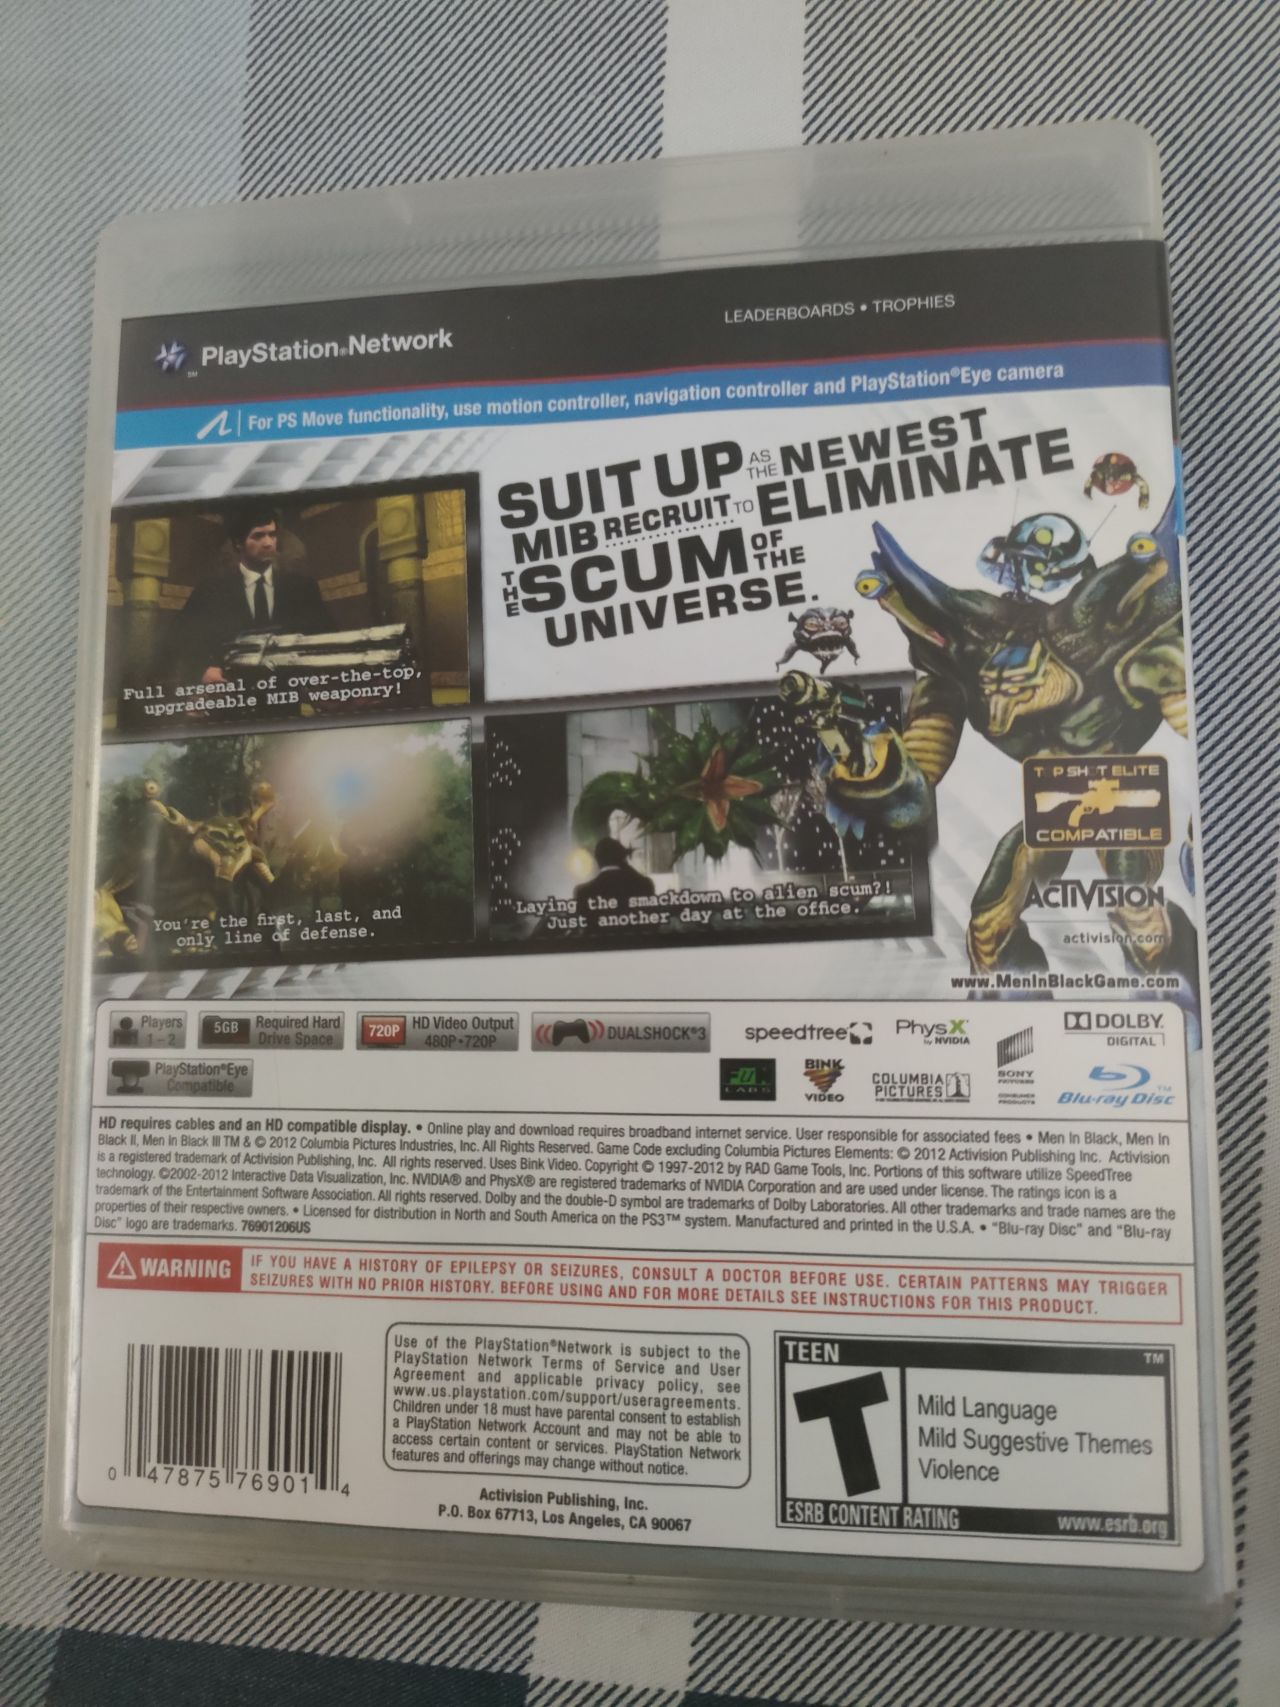 PlayStation®Network
SM
LEADERBOARDS • TROPHIES
For PS Move functionality, use motion controller, navigation controller and PlayStation®Eye camera
SUIT UP AS THE NEWEST
MIB RECRUIT TO ELIMINATE
THE SCUM OF THE
UNIVERSE.
Full arsenal of over-the-top,
upgradeable MIB weaponry!
You're the first, last, and
only line of defense.
Laying the smackdown to alien scum?!
Just another day at the office.
T P SH T ELITE
COMPATIBLE
ACTIVISION
activision.com
www.MenInBlackGame.com
Players
1-2
5GB
Required Hard
Drive Space
720P
HD Video Output
480P•720P
DUALSHOCK®3
speedtree
PhysX
by NVIDIA
DOLBY
DIGITAL
PlayStation®Eye
Compatible
LABS
BINK
VIDEO
COLUMBIA
PICTURES
SONY
PICTURES
CONSUMER
PRODUCTS
Blu-ray Disc™
HD requires cables and an HD compatible display. • Online play and download requires broadband internet service. User responsible for associated fees • Men In Black, Men In
Black II, Men In Black III TM & © 2012 Columbia Pictures Industries, Inc. All Rights Reserved. Game Code excluding Columbia Pictures Elements: © 2012 Activision Publishing Inc. Activision
is a registered trademark of Activision Publishing, Inc. All rights reserved. Uses Bink Video. Copyright © 1997-2012 by RAD Game Tools, Inc. Portions of this software utilize SpeedTree
technology. ©2002-2012 Interactive Data Visualization, Inc. NVIDIA® and PhysX® are registered trademarks of NVIDIA Corporation and are used under license. The ratings icon is a
trademark of the Entertainment Software Association. All rights reserved. Dolby and the double-D symbol are trademarks of Dolby Laboratories. All other trademarks and trade names are the
properties of their respective owners. • Licensed for distribution in North and South America on the PS3™ system. Manufactured and printed in the U.S.A. • "Blu-ray Disc" and "Blu-ray
Disc" logo are trademarks. 76901206US
WARNING
IF YOU HAVE A HISTORY OF EPILEPSY OR SEIZURES, CONSULT A DOCTOR BEFORE USE. CERTAIN PATTERNS MAY TRIGGER
SEIZURES WITH NO PRIOR HISTORY. BEFORE USING AND FOR MORE DETAILS SEE INSTRUCTIONS FOR THIS PRODUCT.
0 47875 76901 4
Use of the PlayStation®Network is subject to the
PlayStation Network Terms of Service and User
Agreement and applicable privacy policy, see
www.us.playstation.com/support/useragreements.
Children under 18 must have parental consent to establish
a PlayStation Network Account and may not be able to
access certain content or services. PlayStation Network
features and offerings may change without notice.
Activision Publishing, Inc.
P.O. Box 67713, Los Angeles, CA 90067
TEEN
TM
T
Mild Language
Mild Suggestive Themes
Violence
ESRB CONTENT RATING
www.esrb.org